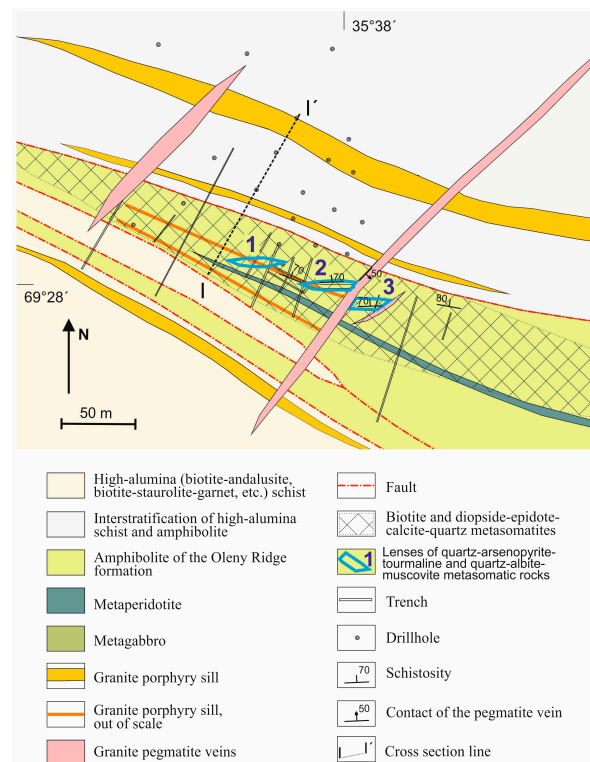 35°38´
I´
1
70
50
2
70
3
70
80
I
69°28´
N
50 m
High-alumina (biotite-andalusite,
biotite-staurolite-garnet, etc.) schist
Interstratification of high-alumina
schist and amphibolite
Amphibolite of the Oleny Ridge
formation
Metaperidotite
Metagabbro
Granite porphyry sill
Granite porphyry sill,
out of scale
Granite pegmatite veins
Fault
Biotite and diopside-epidote-
calcite-quartz metasomatites
1
Lenses of quartz-arsenopyrite-
tourmaline and quartz-albite-
muscovite metasomatic rocks
Trench
Drillhole
70
Schistosity
50
Contact of the pegmatite vein
I I´
Cross section line